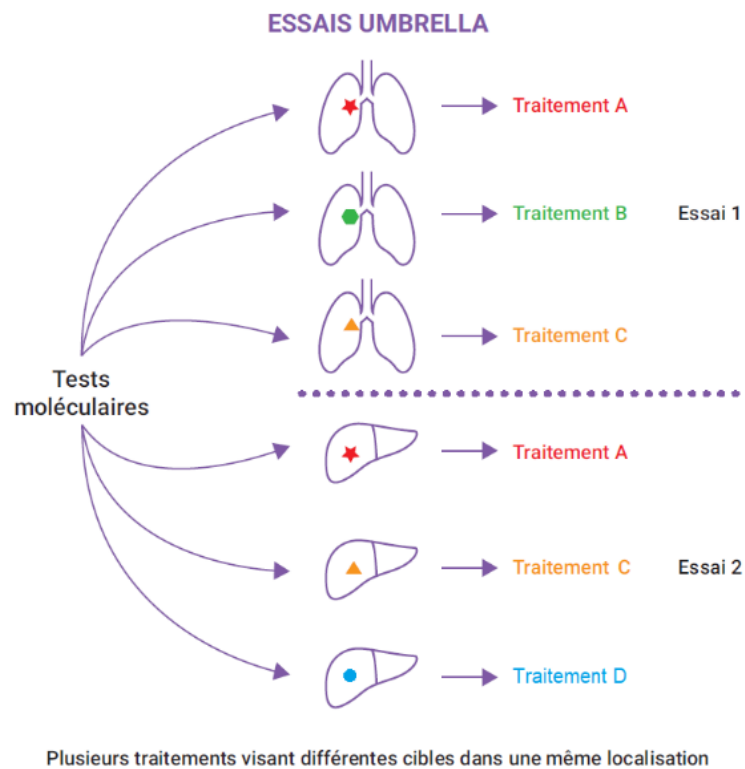 ESSAIS UMBRELLA
Traitement A
Traitement B
Essai 1
Traitement C
Tests
moléculaires
Traitement A
Traitement C
Essai 2
Traitement D
Plusieurs traitements visant différentes cibles dans une même localisation